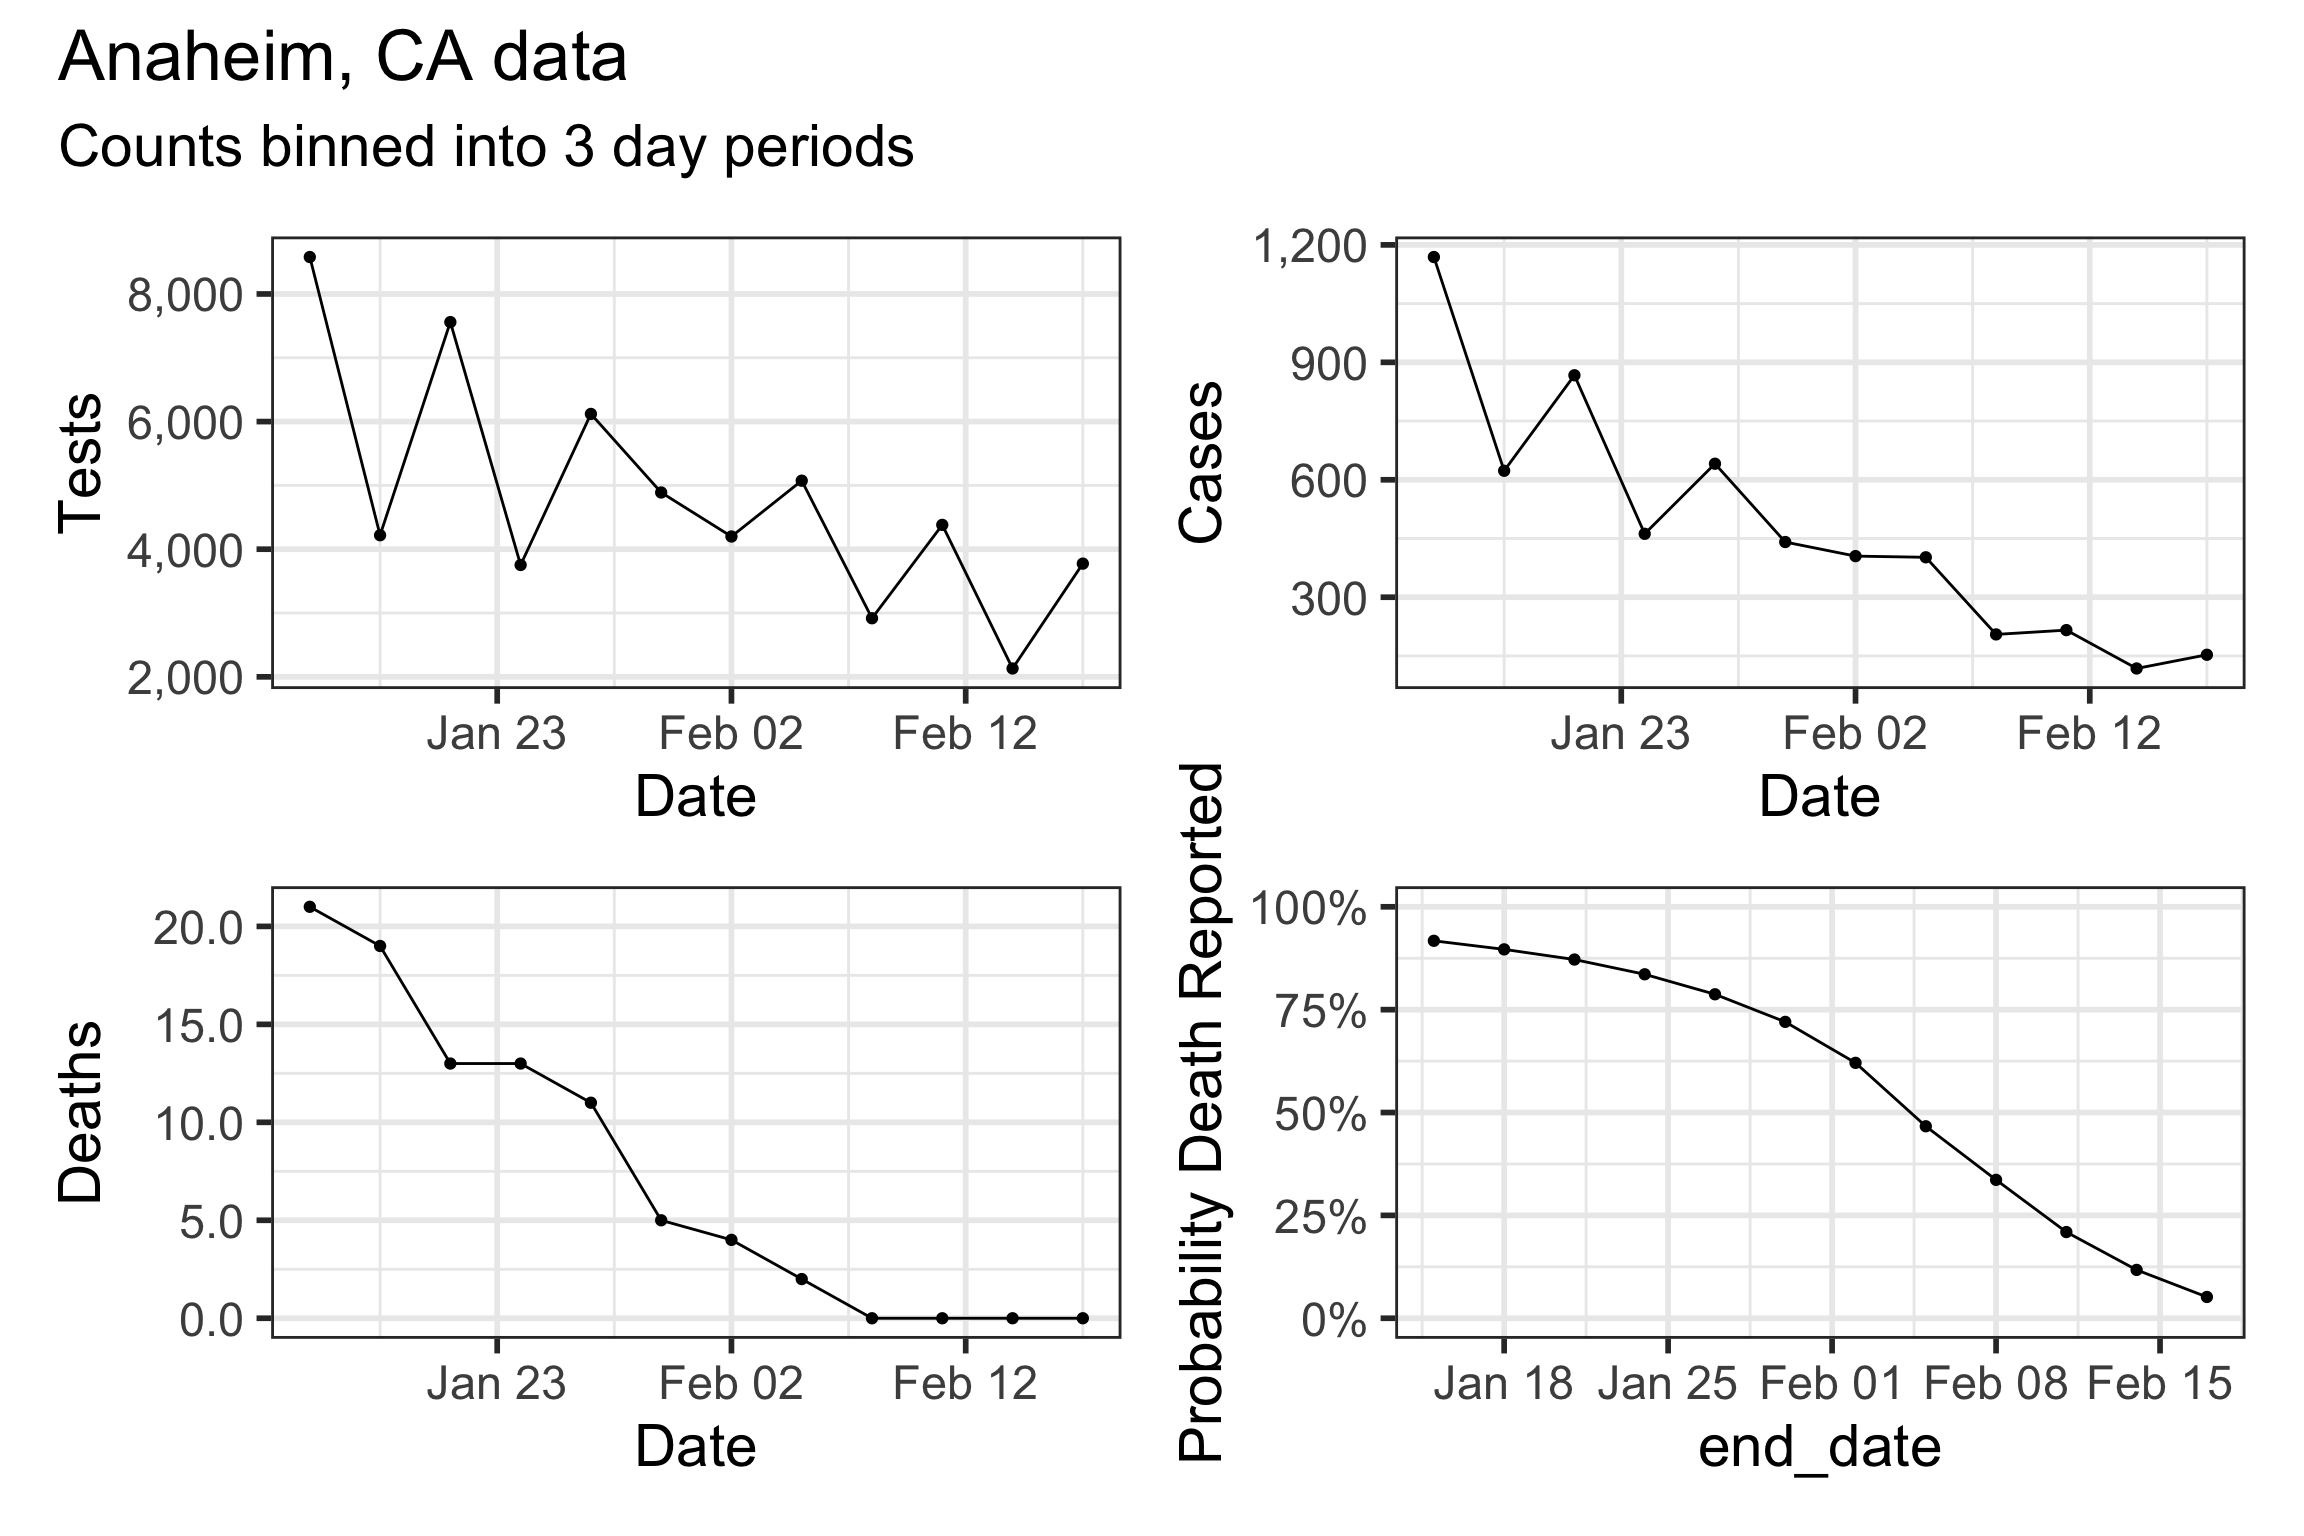 Anaheim, CA data
Counts binned into 3 day periods
Tests
8,000
6,000
4,000
2,000
Jan 23 Feb 02 Feb 12
Date
Cases
1,200
900
600
300
Jan 23 Feb 02 Feb 12
Date
Deaths
20.0
15.0
10.0
5.0
0.0
Jan 23 Feb 02 Feb 12
Date
Probability Death Reported
100%
75%
50%
25%
0%
Jan 18 Jan 25 Feb 01 Feb 08 Feb 15
end_date